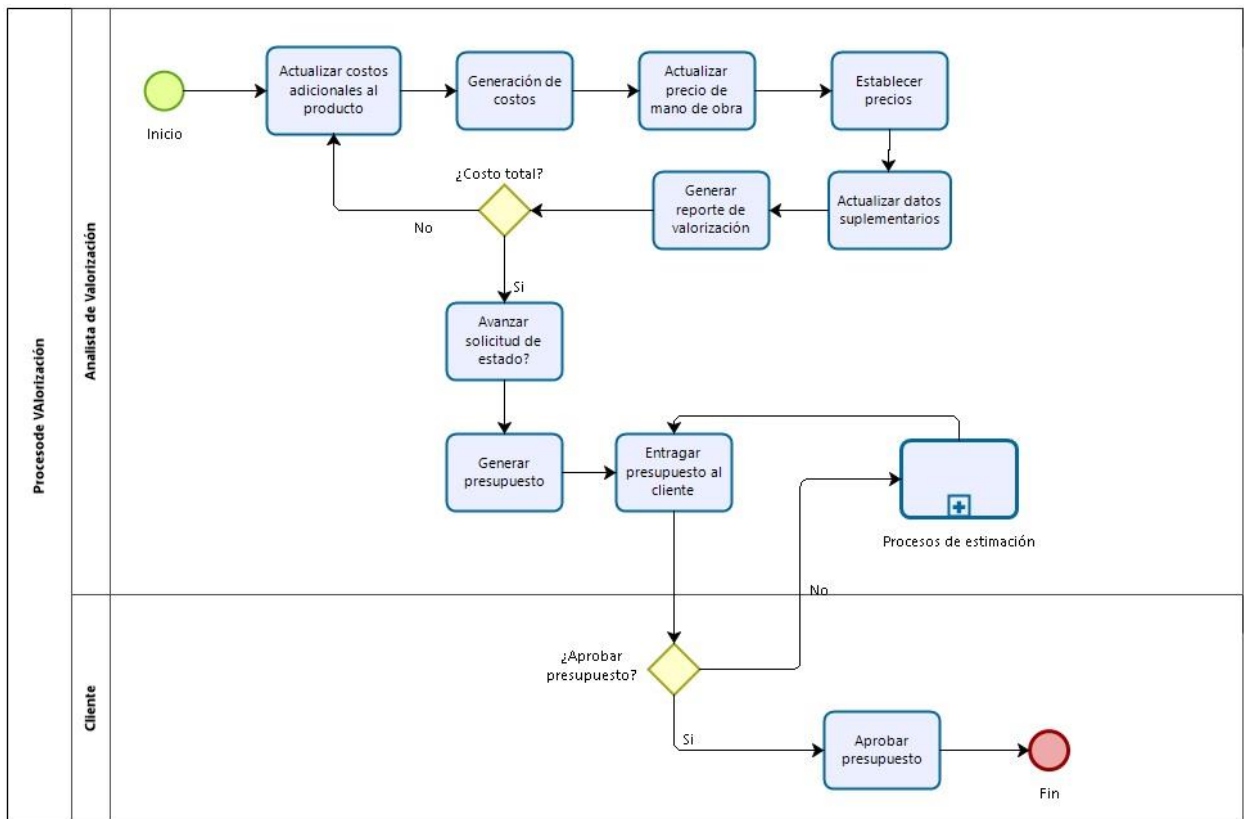 Procesode VAlorización
Analista de Valorización
Inicio
Actualizar costos
adicionales al
producto
Generación de
costos
Actualizar
precio de
mano de obra
Establecer
precios
Actualizar datos
suplementarios
Generar
reporte de
valorización
¿Costo total?
No
Si
Avanzar
solicitud de
estado?
Generar
presupuesto
Entragar
presupuesto al
cliente
Procesos de estimación
No
Cliente
¿Aprobar
presupuesto?
Si
Aprobar
presupuesto
Fin